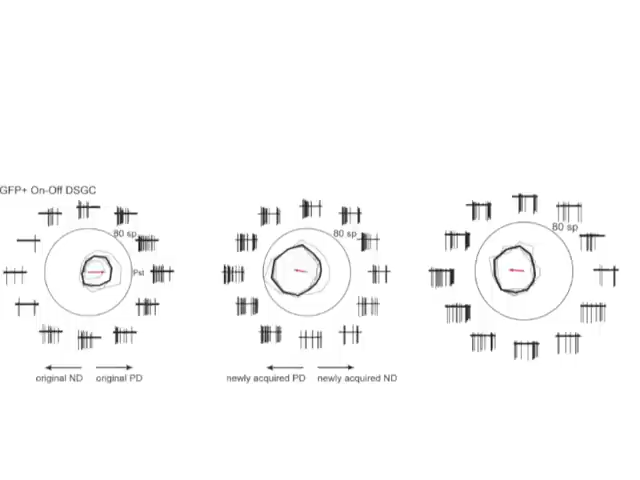 GFP+ On-Off DSGC
80 sp
80 sp
80 sp
Pst
original ND original PD
newly acquired PD newly acquired ND